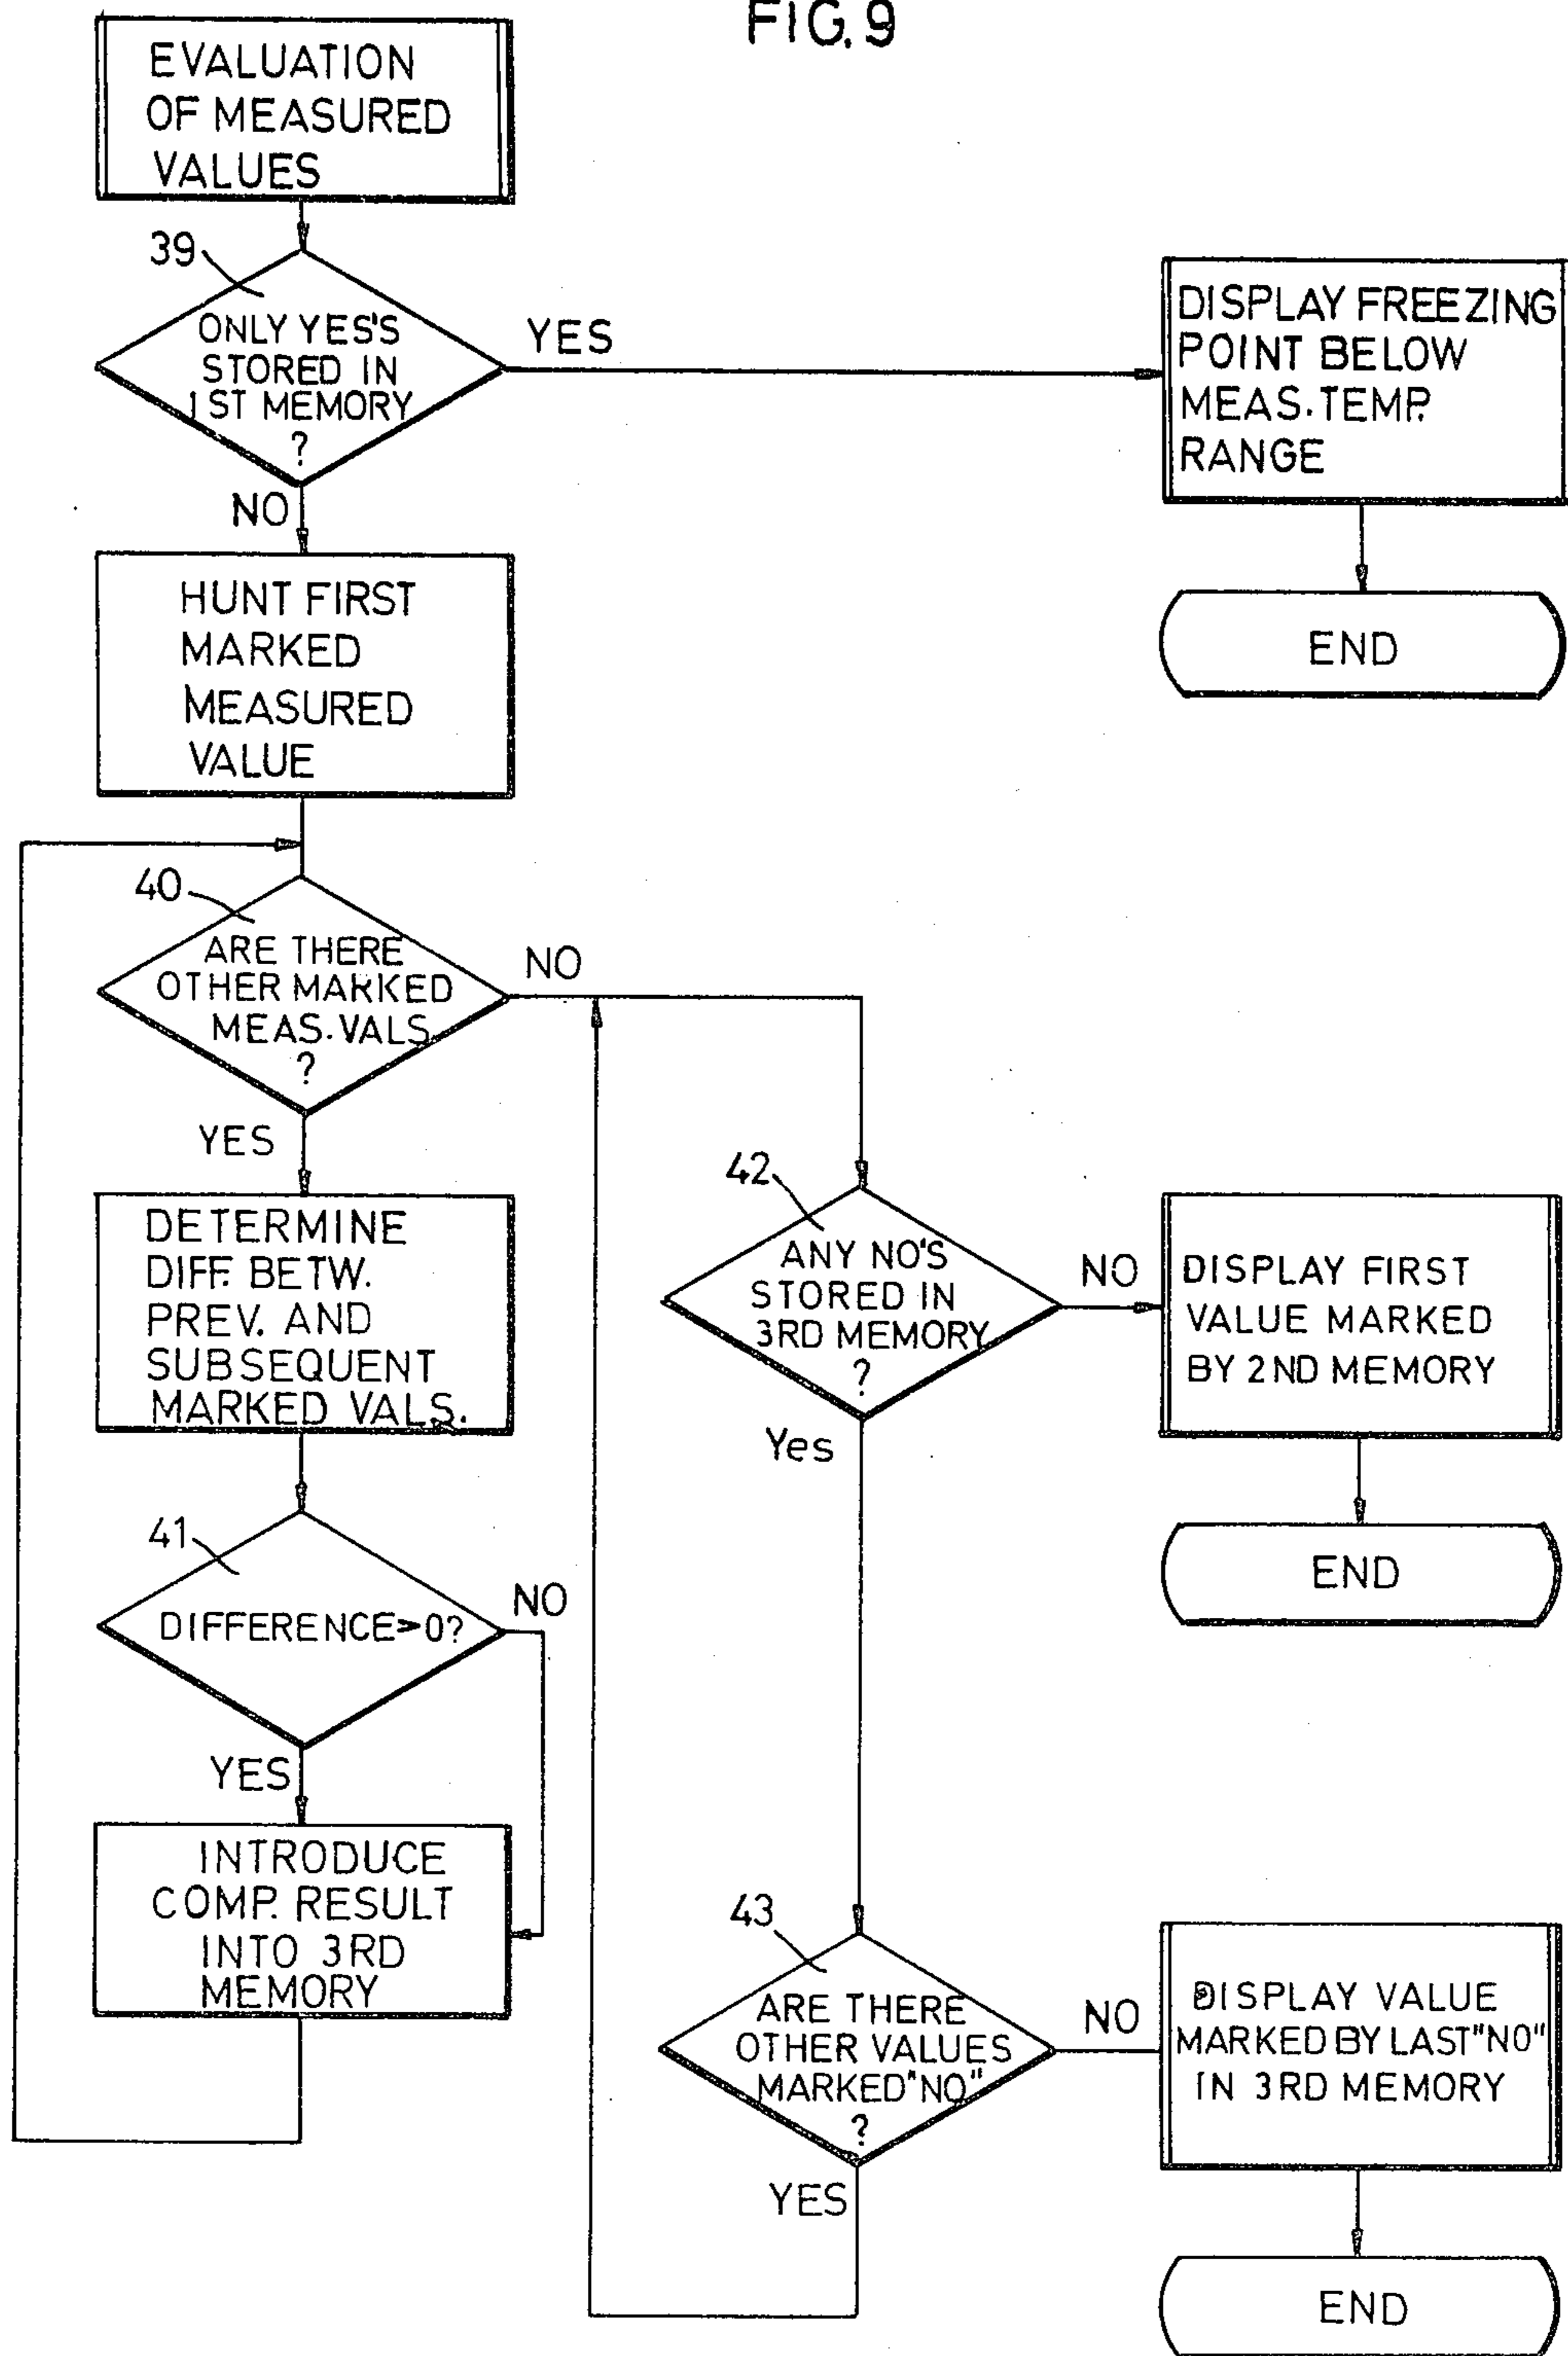 FIG. 9
EVALUATION
OF MEASURED
VALUES
39
ONLY YES'S
STORED IN
1ST MEMORY
?
YES
DISPLAY FREEZING
POINT BELOW
MEAS. TEMP.
RANGE
END
NO
HUNT FIRST
MARKED
MEASURED
VALUE
40
ARE THERE
OTHER MARKED
MEAS. VALS.
?
NO
YES
DETERMINE
DIFF. BETW.
PREV. AND
SUBSEQUENT
MARKED VALS.
41
DIFFERENCE>0?
NO
YES
INTRODUCE
COMP. RESULT
INTO 3RD
MEMORY
42
ANY NO'S
STORED IN
3RD MEMORY
?
NO
DISPLAY FIRST
VALUE MARKED
BY 2ND MEMORY
END
Yes
43
ARE THERE
OTHER VALUES
MARKED "NO"
?
NO
DISPLAY VALUE
MARKED BY LAST "NO"
IN 3RD MEMORY
END
YES